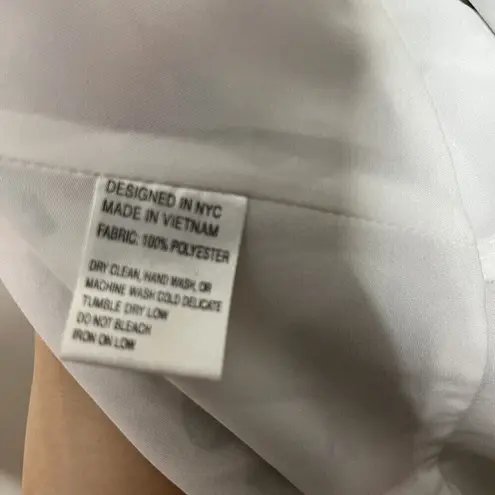 DESIGNED IN NYC
MADE IN VIETNAM
FABRIC: 100% POLYESTER
DRY CLEAN, HAND WASH, OR
MACHINE WASH COLD DELICATE
TUMBLE DRY LOW
DO NOT BLEACH
IRON ON LOW